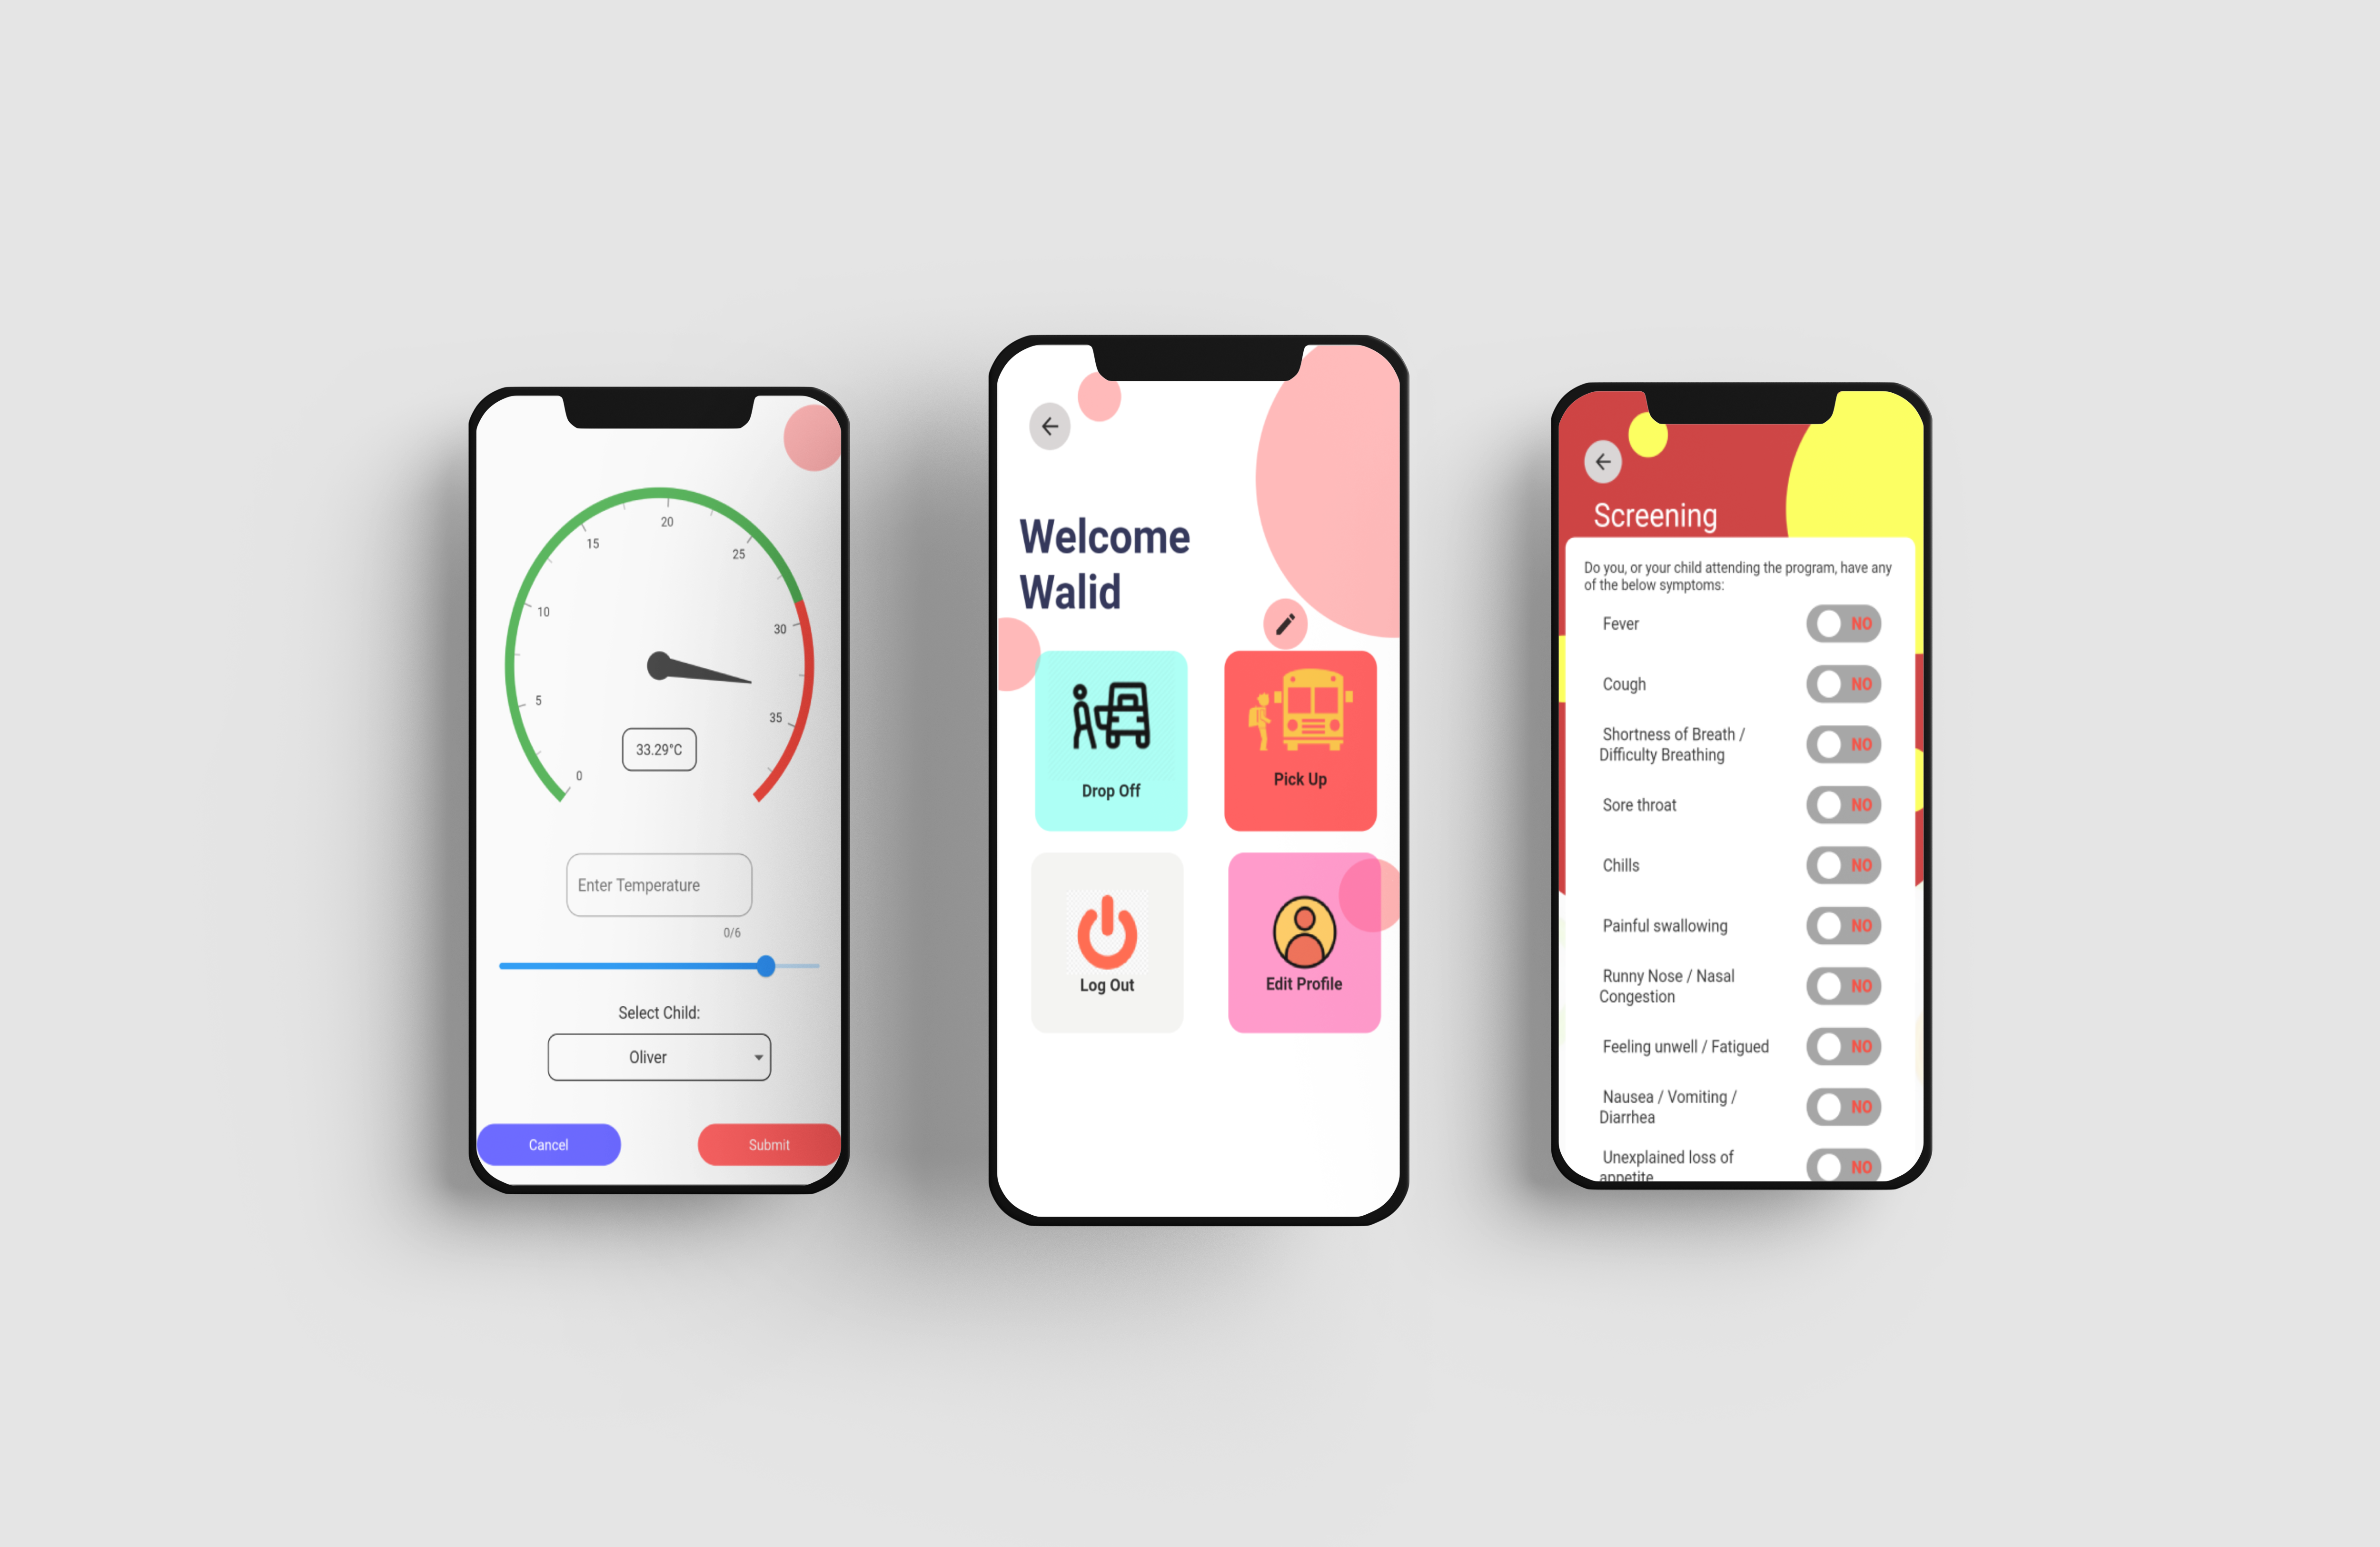 20
15
25
10
30
5
35
33.29°C
0
Enter Temperature
0/6
Select Child:
Oliver
Cancel
Submit
Welcome
Walid
Drop Off
Pick Up
Log Out
Edit Profile
Screening
Do you, or your child attending the program, have any
of the below symptoms:
Fever NO
Cough NO
Shortness of Breath /
Difficulty Breathing NO
Sore throat NO
Chills NO
Painful swallowing NO
Runny Nose / Nasal
Congestion NO
Feeling unwell / Fatigued NO
Nausea / Vomiting /
Diarrhea NO
Unexplained loss of
appetite NO